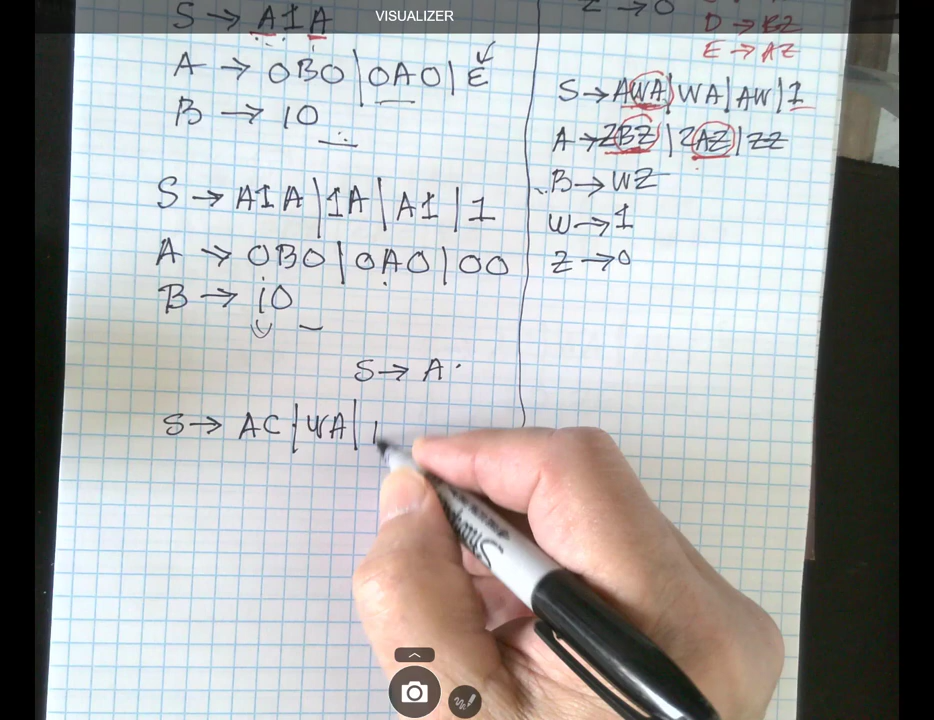 VISUALIZER
S → A1A
A → 0B0 | 0A0 | ε
B → 10
S → A1A | 1A | A1 | 1
A → 0B0 | 0A0 | 00
B → 10
S → A
S → AC | WA |
Z → 0
D → BZ
E → AZ
S → AWA | WA | AW | 1
A → ZBZ | ZAZ | ZZ
B → WZ
W → 1
Z → 0